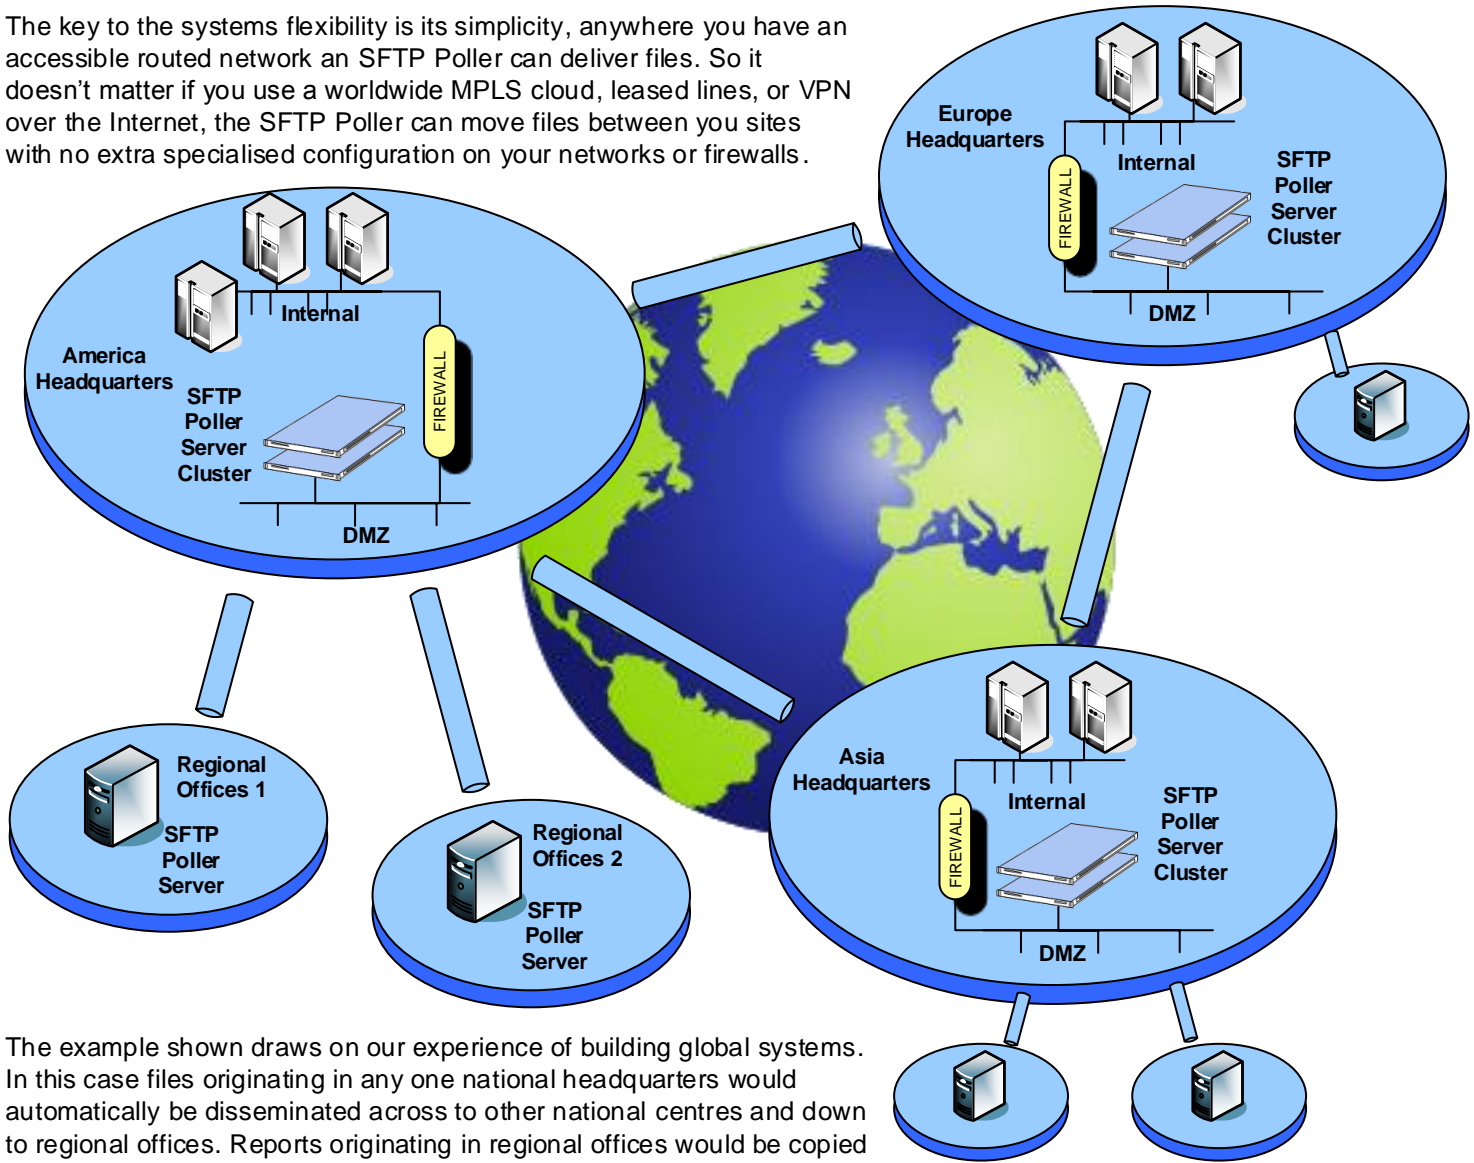 The key to the systems flexibility is its simplicity, anywhere you have an
accessible routed network an SFTP Poller can deliver files. So it
doesn't matter if you use a worldwide MPLS cloud, leased lines, or VPN
over the Internet, the SFTP Poller can move files between you sites
with no extra specialised configuration on your networks or firewalls.
Europe
Headquarters
Internal
FIREWALL
SFTP
Poller
Server
Cluster
DMZ
Internal
America
Headquarters
FIREWALL
SFTP
Poller
Server
Cluster
DMZ
Regional
Offices 1
SFTP
Poller
Server
Regional
Offices 2
SFTP
Poller
Server
Asia
Headquarters
Internal
FIREWALL
SFTP
Poller
Server
Cluster
DMZ
The example shown draws on our experience of building global systems.
In this case files originating in any one national headquarters would
automatically be disseminated across to other national centres and down
to regional offices. Reports originating in regional offices would be copied